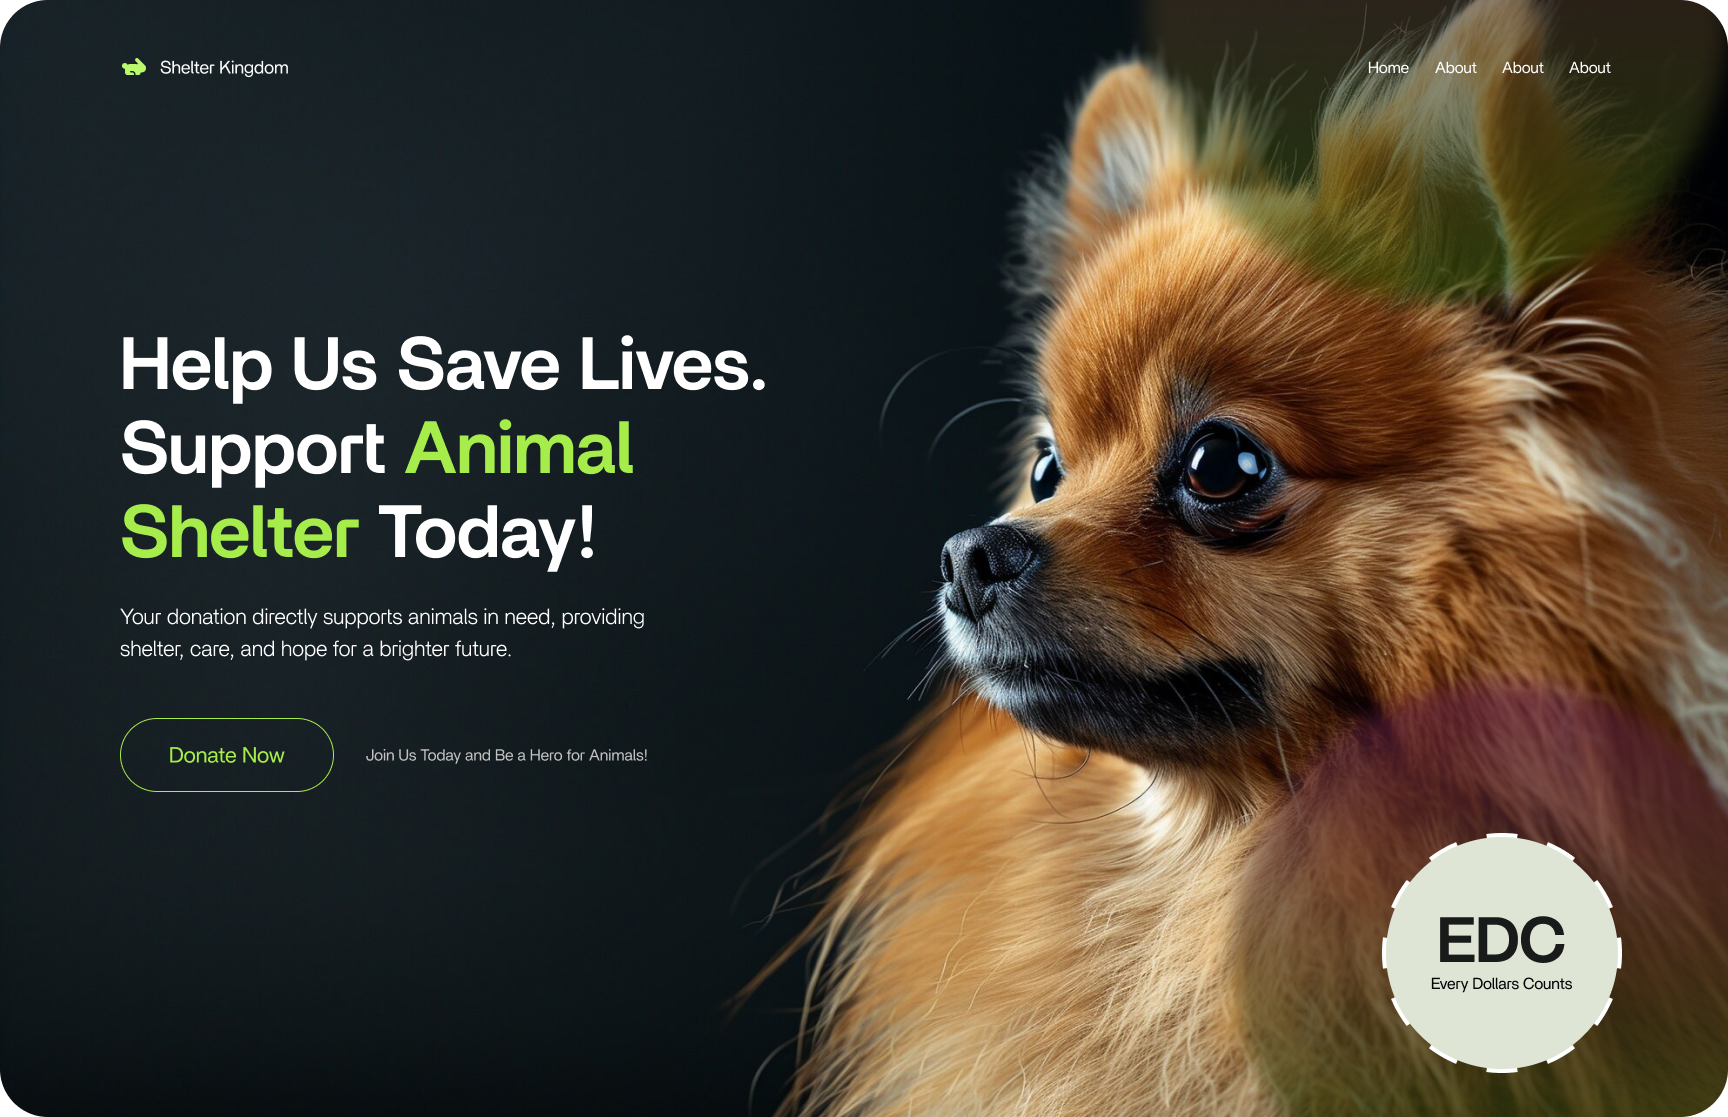 Shelter Kingdom
Home About About About
Help Us Save Lives.
Support Animal
Shelter Today!
Your donation directly supports animals in need, providing
shelter, care, and hope for a brighter future.
Donate Now
Join Us Today and Be a Hero for Animals!
EDC
Every Dollars Counts